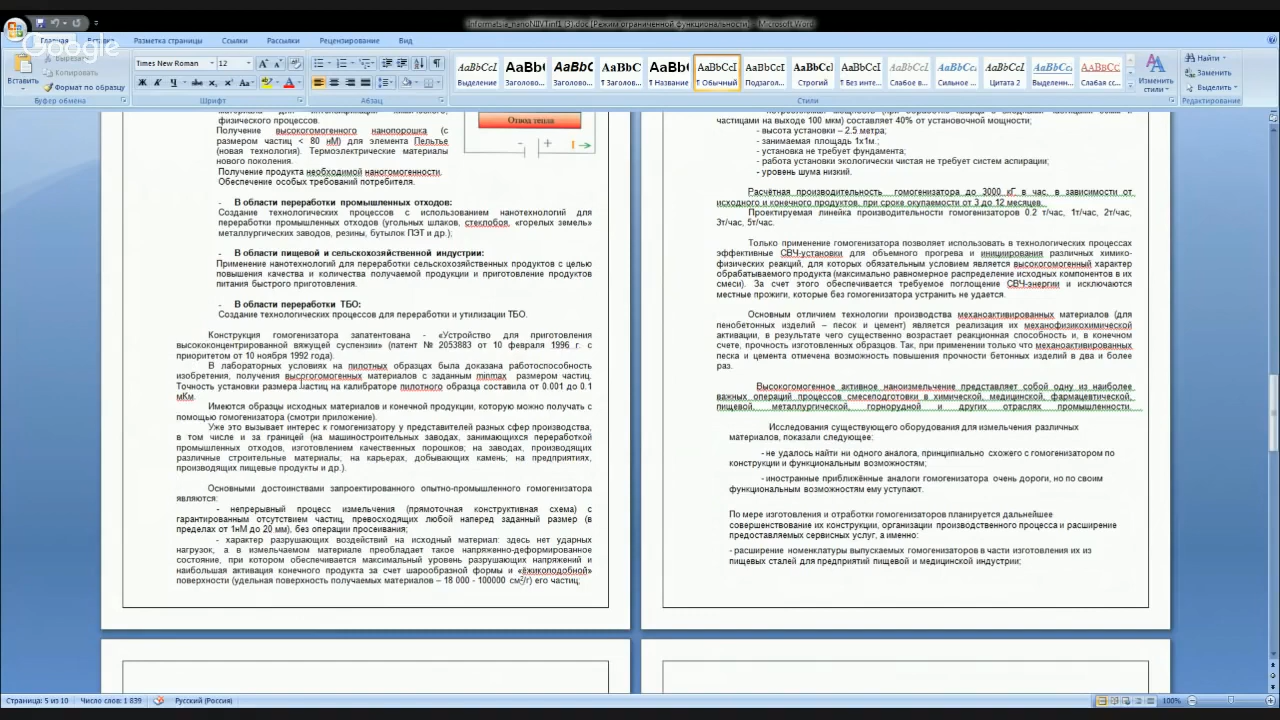 Informatsia_nanoNIIVTinf1 (3).doc [Режим ограниченной функциональности] - Microsoft Word
Google
Главная Вставка Разметка страницы Ссылки Рассылки Рецензирование Вид
Вставить
Вырезать
Копировать
Формат по образцу
Буфер обмена
Times New Roman 12
Шрифт
Абзац
AaBbCcI AaBbC AaBbC AaBbC AaBbC AaBbCcI AaBbCcI AaBbCcI AaBbCcI AaBbCcI AaBbCcI AaBbCcI AaBbCcI AaBbCc
Выделение Заголово... Заголово... ¶ Заголо... ¶ Название ¶ Обычный Подзаго... Строгий ¶ Без инте... Слабое в... Сильное ... Цитата 2 Выделенн... Слабая сс...
Стили
Изменить стили
Найти
Заменить
Выделить
Редактирование
физического процессов.
Получение высокогомогенного нанопорошка (с
размером частиц < 80 нМ) для элемента Пельтье
(новая технология). Термоэлектрические материалы
нового поколения.
Получение продукта необходимой наногомогенности.
Обеспечение особых требований потребителя.
Отвод тепла
- + I
- В области переработки промышленных отходов:
Создание технологических процессов с использованием нанотехнологий для
переработки промышленных отходов (угольных шлаков, стеклобоя, «горелых земель»
металлургических заводов, резины, бутылок ПЭТ и др.);
- В области пищевой и сельскохозяйственной индустрии:
Применение нанотехнологий для переработки сельскохозяйственных продуктов с целью
повышения качества и количества получаемой продукции и приготовление продуктов
питания быстрого приготовления.
- В области переработки ТБО:
Создание технологических процессов для переработки и утилизации ТБО.
Конструкция гомогенизатора запатентована - «Устройство для приготовления
высококонцентрированной вяжущей суспензии» (патент № 2053883 от 10 февраля 1996 г. с
приоритетом от 10 ноября 1992 года).
В лабораторных условиях на пилотных образцах была доказана работоспособность
изобретения, получения высргогомогенных материалов с заданным minmax размером частиц.
Точность установки размера частиц на калибраторе пилотного образца составила от 0.001 до 0.1
мКм.
Имеются образцы исходных материалов и конечной продукции, которую можно получать с
помощью гомогенизатора (смотри приложение).
Уже это вызывает интерес к гомогенизатору у представителей разных сфер производства,
в том числе и за границей (на машиностроительных заводах, занимающихся переработкой
промышленных отходов, изготовлением качественных порошков; на заводах, производящих
различные строительные материалы; на карьерах, добывающих камень; на предприятиях,
производящих пищевые продукты и др.).
Основными достоинствами запроектированного опытно-промышленного гомогенизатора
являются:
- непрерывный процесс измельчения (прямоточная конструктивная схема) с
гарантированным отсутствием частиц, превосходящих любой наперед заданный размер (в
пределах от 1нМ до 20 мм), без операции просеивания;
- характер разрушающих воздействий на исходный материал: здесь нет ударных
нагрузок, а в измельчаемом материале преобладает такое напряженно-деформированное
состояние, при котором обеспечивается максимальный уровень разрушающих напряжений и
наибольшая активация конечного продукта за счет шарообразной формы и «ёжикоподобной»
поверхности (удельная поверхность получаемых материалов – 18 000 - 100000 см²/г) его частиц;
частицами на выходе 100 мкм) составляет 40% от установочной мощности;
- высота установки – 2.5 метра;
- занимаемая площадь 1х1м.;
- установка не требует фундамента;
- работа установки экологически чистая не требует систем аспирации;
- уровень шума низкий.
Расчётная производительность гомогенизатора до 3000 кГ в час, в зависимости от
исходного и конечного продуктов, при сроке окупаемости от 3 до 12 месяцев.
Проектируемая линейка производительности гомогенизаторов 0.2 т/час, 1т/час, 2т/час,
3т/час, 5т/час.
Только применение гомогенизатора позволяет использовать в технологических процессах
эффективные СВЧ-установки для объемного прогрева и инициирования различных химико-
физических реакций, для которых обязательным условием является высокогомогенный характер
обрабатываемого продукта (максимально равномерное распределение исходных компонентов в их
смеси). За счет этого обеспечивается требуемое поглощение СВЧ-энергии и исключаются
местные прожиги, которые без гомогенизатора устранить не удается.
Основным отличием технологии производства механоактивированных материалов (для
пенобетонных изделий – песок и цемент) является реализация их механофизикохимической
активации, в результате чего существенно возрастает реакционная способность и, в конечном
счете, прочность изготовленных образцов. Так, при применении только что механоактивированных
песка и цемента отмечена возможность повышения прочности бетонных изделий в два и более
раз.
Высокогомогенное активное наноизмельчение представляет собой одну из наиболее
важных операций процессов смесеподготовки в химической, медицинской, фармацевтической,
пищевой, металлургической, горнорудной и других отраслях промышленности.
Исследования существующего оборудования для измельчения различных
материалов, показали следующее:
- не удалось найти ни одного аналога, принципиально схожего с гомогенизатором по
конструкции и функциональным возможностям;
- иностранные приближённые аналоги гомогенизатора очень дороги, но по своим
функциональным возможностям ему уступают.
По мере изготовления и отработки гомогенизаторов планируется дальнейшее
совершенствование их конструкции, организации производственного процесса и расширение
предоставляемых сервисных услуг, а именно:
- расширение номенклатуры выпускаемых гомогенизаторов в части изготовления их из
пищевых сталей для предприятий пищевой и медицинской индустрии;
Страница: 5 из 10 Число слов: 1 839 Русский (Россия) 100%